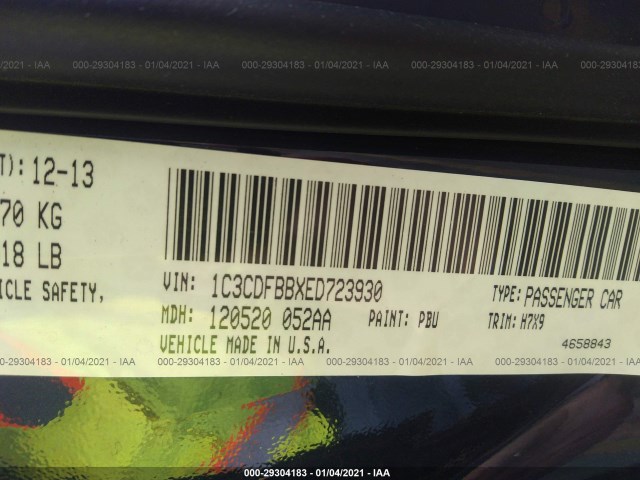 000-29304183 - 01/04/2021 - IAA
000-29304183 - 01/04/2021 - IAA
000-29304183 - 01/04/2021 - IAA
T): 12-13
70 KG
18 LB
ICLE SAFETY,
VIN: 1C3CDFBBXED723930
TYPE: PASSENGER CAR
MDH: 120520 052AA
PAINT: PBU
TRIM: H7X9
VEHICLE MADE IN U.S.A.
4658843
000-29304183 - 01/04/2021 - IAA
000-29304183 - 01/04/2021 - IAA
000-29304183 - 01/04/2021 - IAA
000-29304183 - 01/04/2021 - IAA